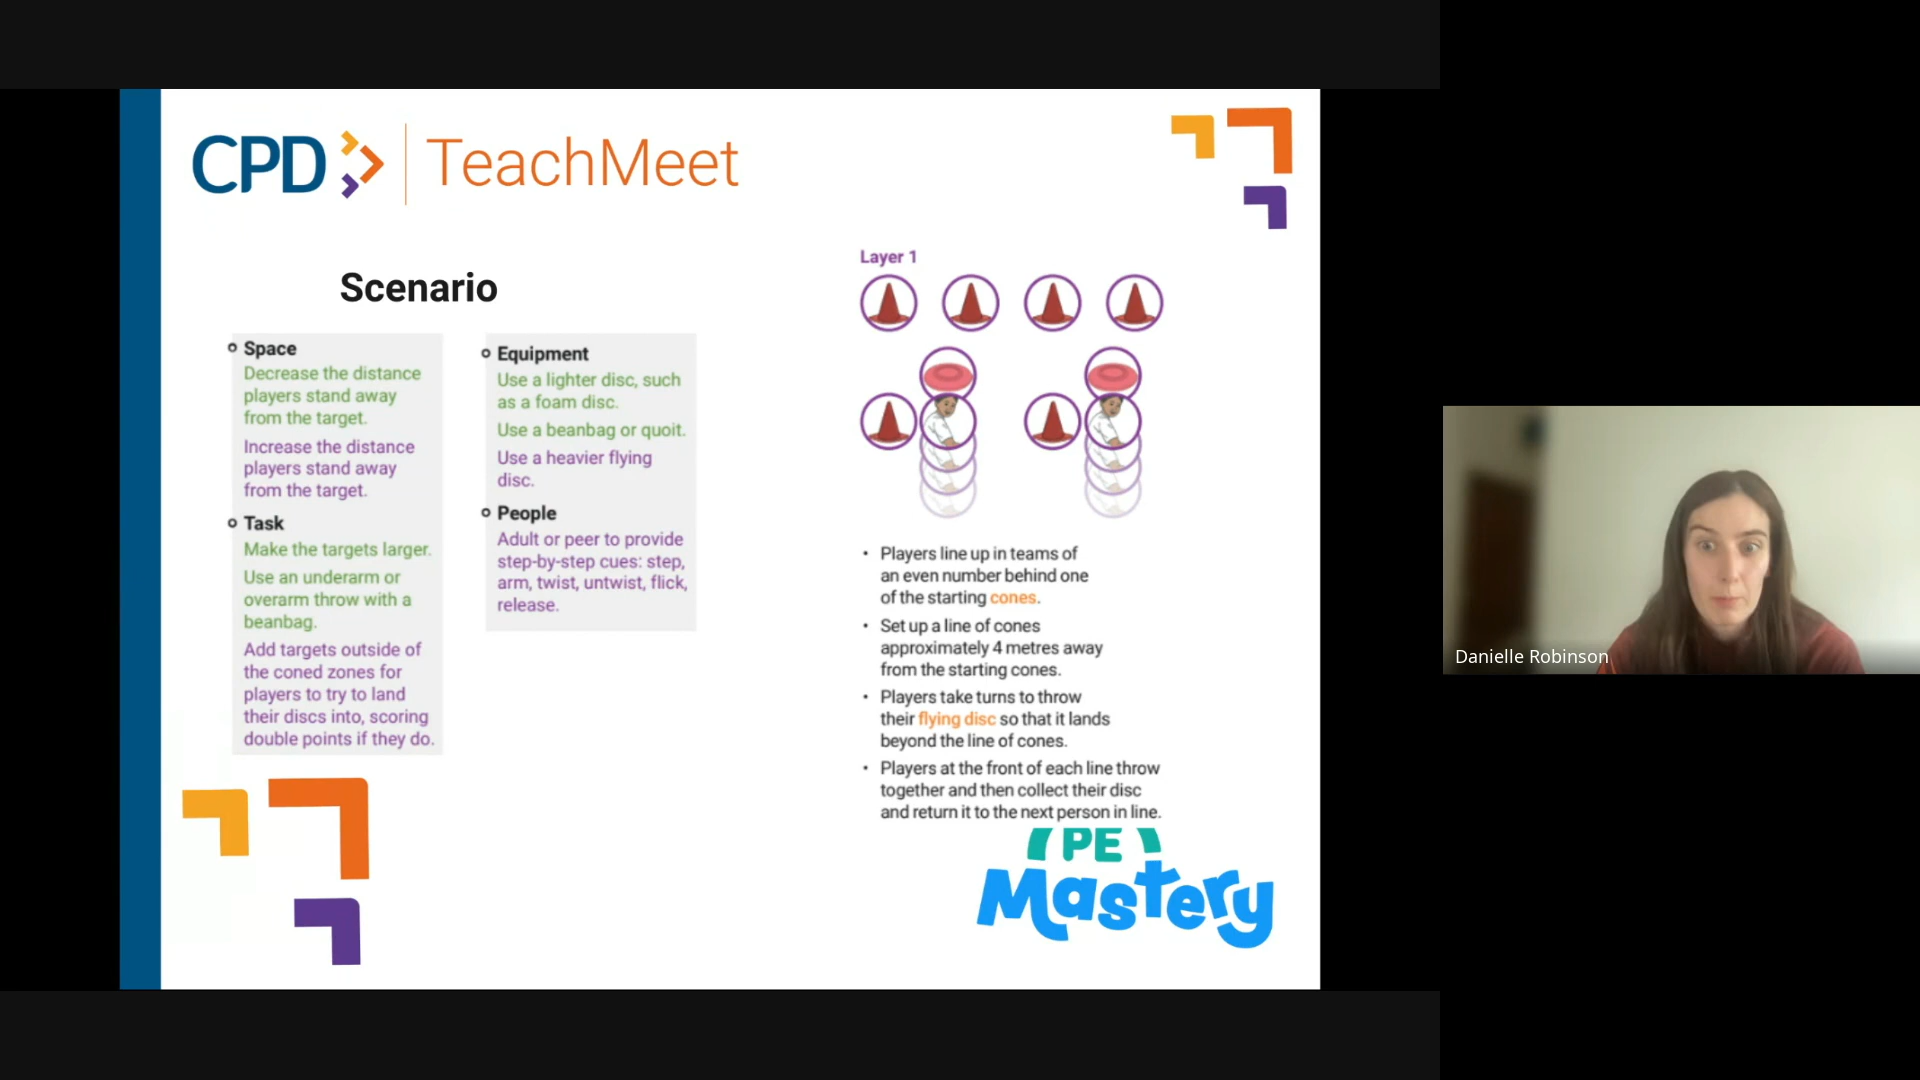 CPD TeachMeet
Scenario
Space
Decrease the distance
players stand away
from the target.
Increase the distance
players stand away
from the target.
Task
Make the targets larger.
Use an underarm or
overarm throw with a
beanbag.
Add targets outside of
the coned zones for
players to try to land
their discs into, scoring
double points if they do.
Equipment
Use a lighter disc, such
as a foam disc.
Use a beanbag or quoit.
Use a heavier flying
disc.
People
Adult or peer to provide
step-by-step cues: step,
arm, twist, untwist, flick,
release.
Layer 1
• Players line up in teams of
an even number behind one
of the starting cones.
• Set up a line of cones
approximately 4 metres away
from the starting cones.
• Players take turns to throw
their flying disc so that it lands
beyond the line of cones.
• Players at the front of each line throw
together and then collect their disc
and return it to the next person in line.
PE
Mastery
Danielle Robinson